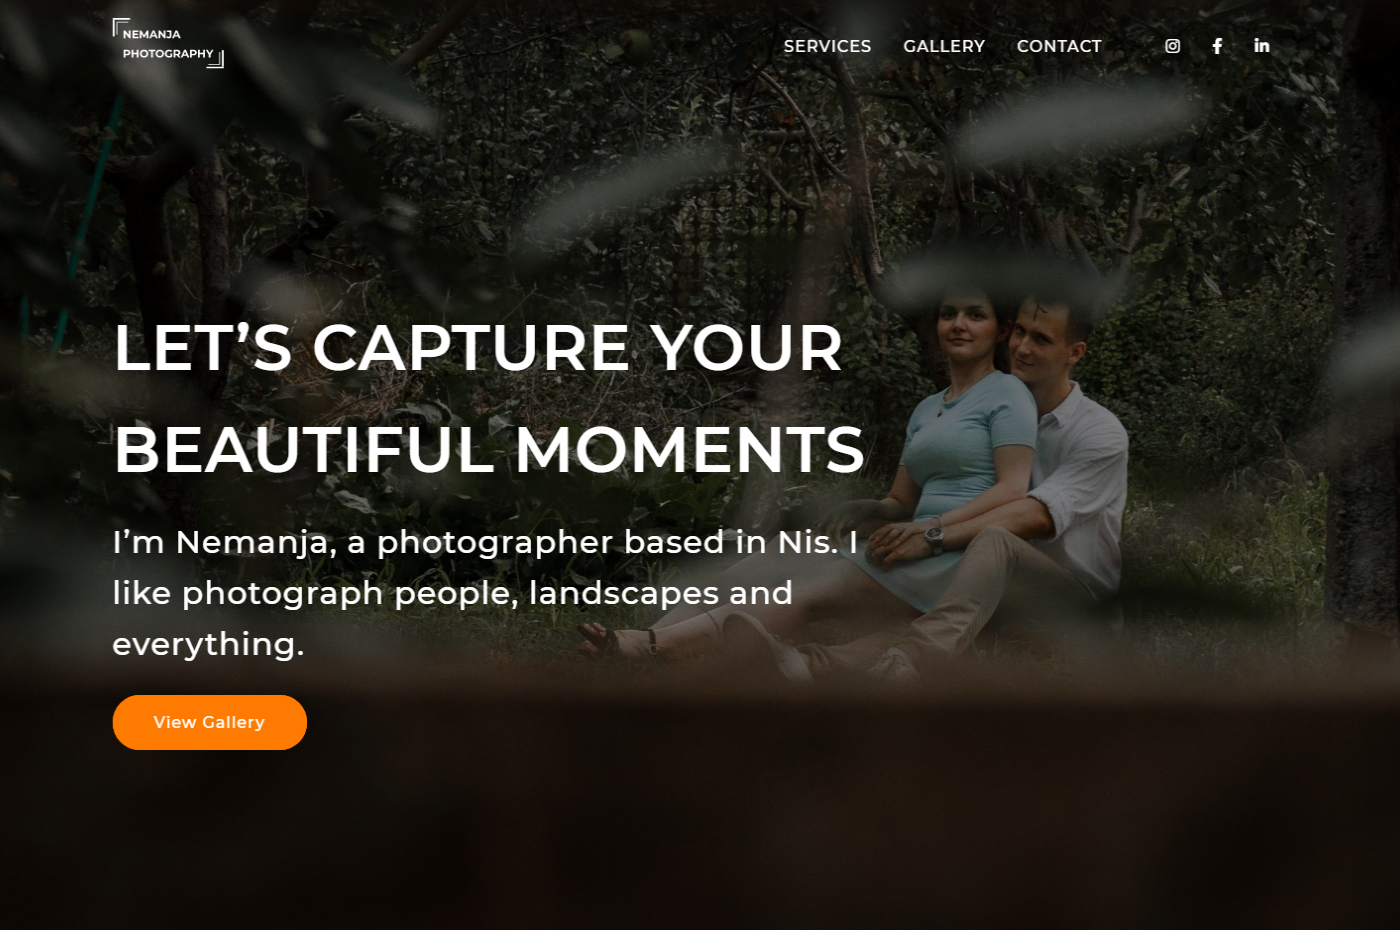 NEMANJA
PHOTOGRAPHY
SERVICES GALLERY CONTACT
LET’S CAPTURE YOUR
BEAUTIFUL MOMENTS
I’m Nemanja, a photographer based in Nis. I
like photograph people, landscapes and
everything.
View Gallery